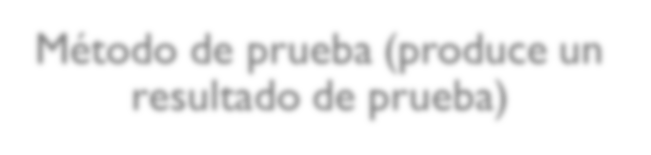 Método de prueba (produce un
resultado de prueba)